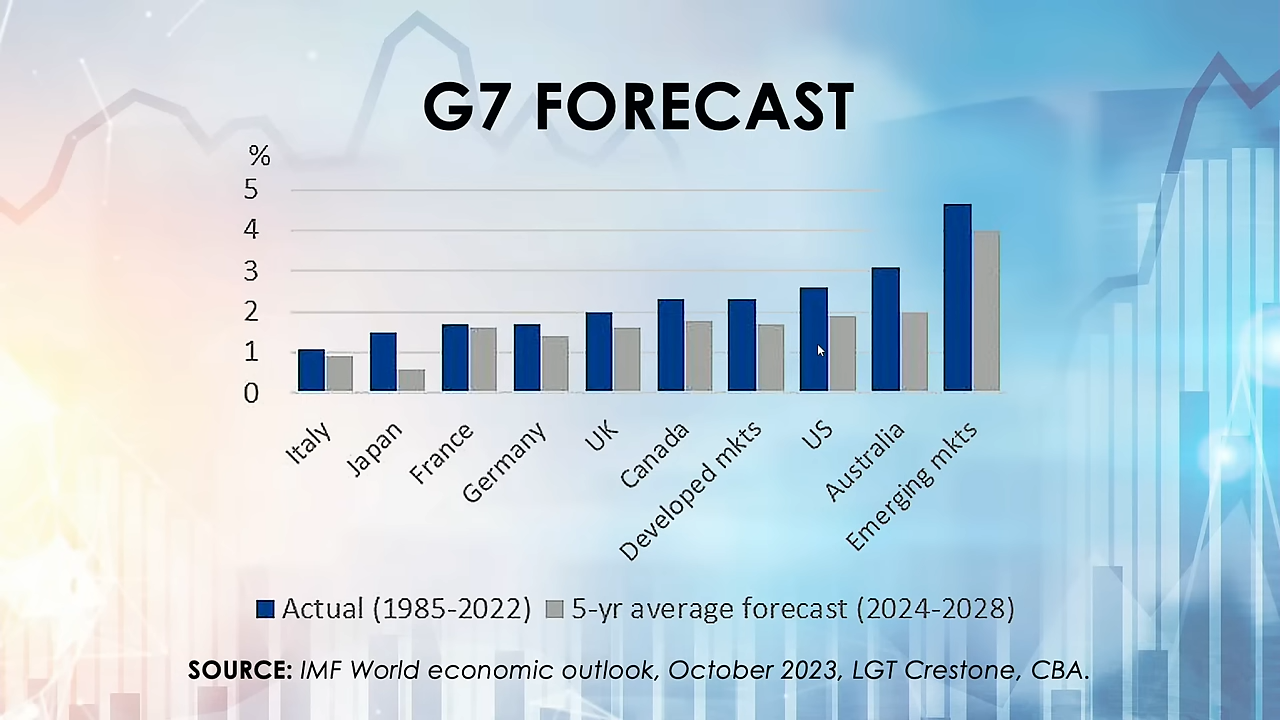 G7 FORECAST
%
5
4
3
2
1
0
Italy
Japan
France
Germany
UK
Canada
Developed mkts
US
Australia
Emerging mkts
Actual (1985-2022) 5-yr average forecast (2024-2028)
SOURCE: IMF World economic outlook, October 2023, LGT Crestone, CBA.